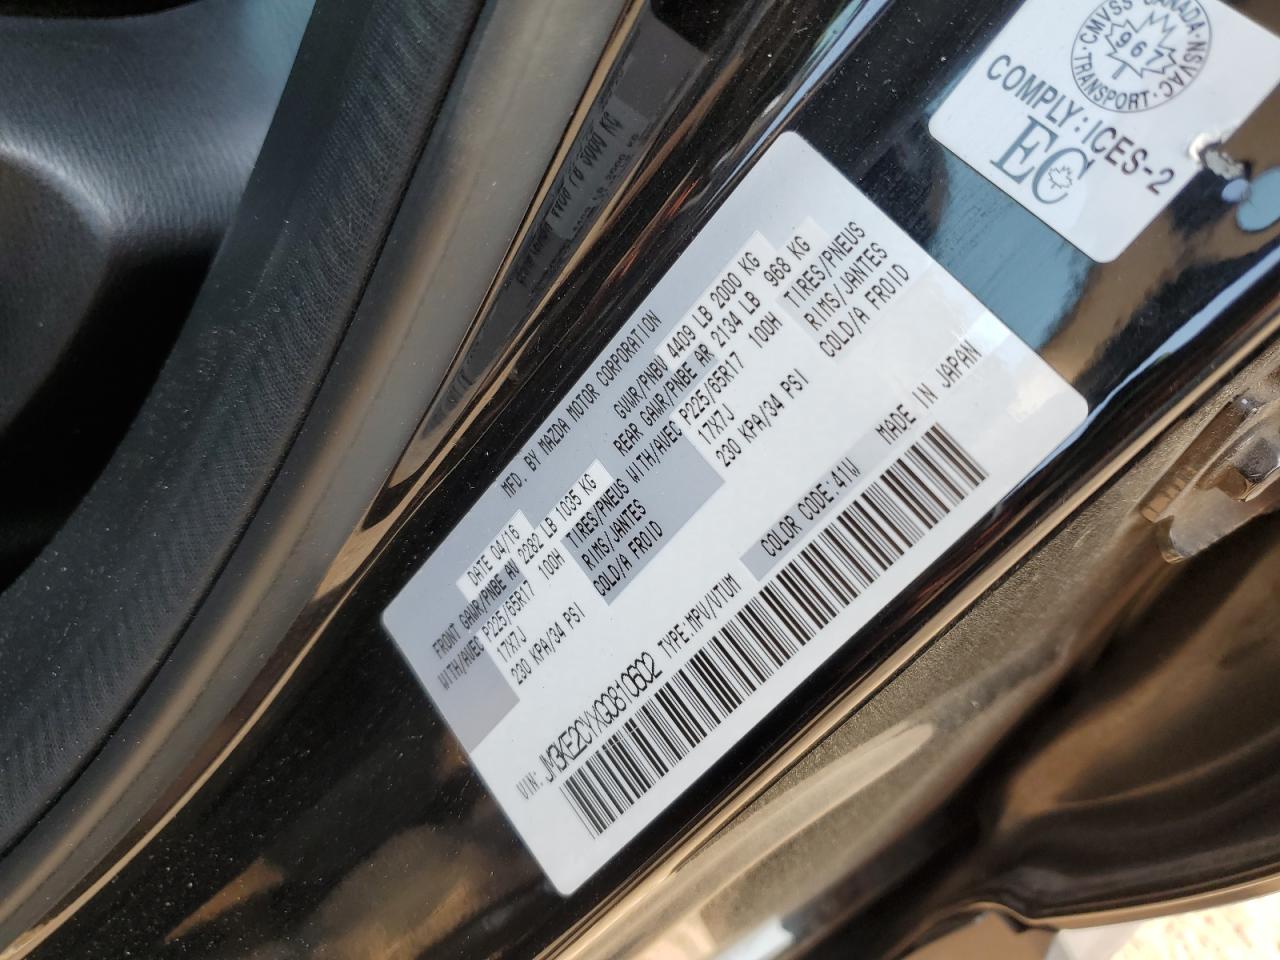 CMVSS · CANADA · NSVAC · TRANSPORT
967
T
COMPLY: ICES-2
EC
MFD. BY MAZDA MOTOR CORPORATION
DATE 04/16 GVWR/PNBV 4409 LB 2000 KG
FRONT GAWR/PNBE AV 2282 LB 1035 KG REAR GAWR/PNBE AR 2134 LB 968 KG
WITH/AVEC P225/65R17 100H TIRES/PNEUS WITH/AVEC P225/65R17 100H TIRES/PNEUS
17X7J RIMS/JANTES 17X7J RIMS/JANTES
230 KPA/34 PSI COLD/A FROID 230 KPA/34 PSI COLD/A FROID
VIN: JM3KE2CYXG0810602 TYPE: MPV/VTUM COLOR CODE: 41W MADE IN JAPAN